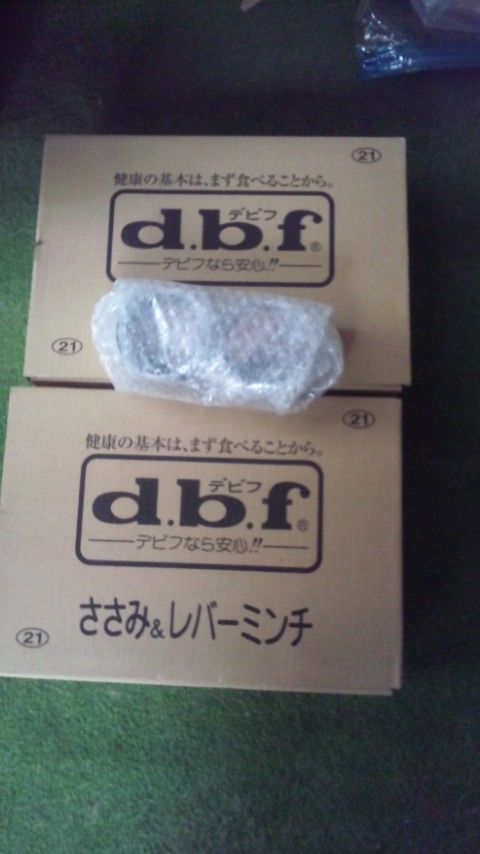 21
健康の基本は、まず食べることから。
デビフ
d.b.f®
デビフなら安心!!
21
21
健康の基本は、まず食べることから。
デビフ
d.b.f®
デビフなら安心!!
ささみ&レバーミンチ
21